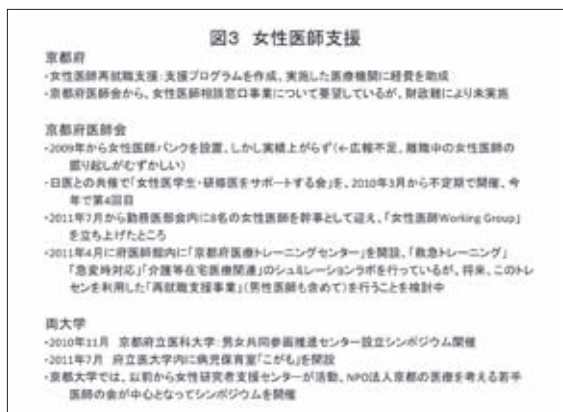 図3 女性医師支援
京都府
・女性医師再就職支援：支援プログラムを作成、実施した医療機関に経費を助成
・京都府医師会から、女性医師相談窓口事業について要望しているが、財政難により未実施
京都府医師会
・2009年から女性医師バンクを設置、しかし実績上がらず（←広報不足、離職中の女性医師の
掘り起しがむずかしい）
・日医との共催で「女性医学生・研修医をサポートする会」を、2010年3月から不定期で開催、今
年で第4回目
・2011年7月から勤務医部会内に8名の女性医師を幹事として迎え、「女性医師Working Group」
を立ち上げたところ
・2011年4月に府医師館内に「京都府医療トレーニングセンター」を開設、「救急トレーニング」
「急変時対応」「介護等在宅医療関連」のシュミレーションラボを行っているが、将来、このトレ
センを利用した「再就職支援事業」（男性医師も含めて）を行うことを検討中
両大学
・2010年11月 京都府立医科大学：男女共同参画推進センター設立シンポジウム開催
・2011年7月 府立医大学内に病児保育室「こがも」を開設
・京都大学では、以前から女性研究者支援センターが活動、NPO法人京都の医療を考える若手
医師の会が中心となってシンポジウムを開催